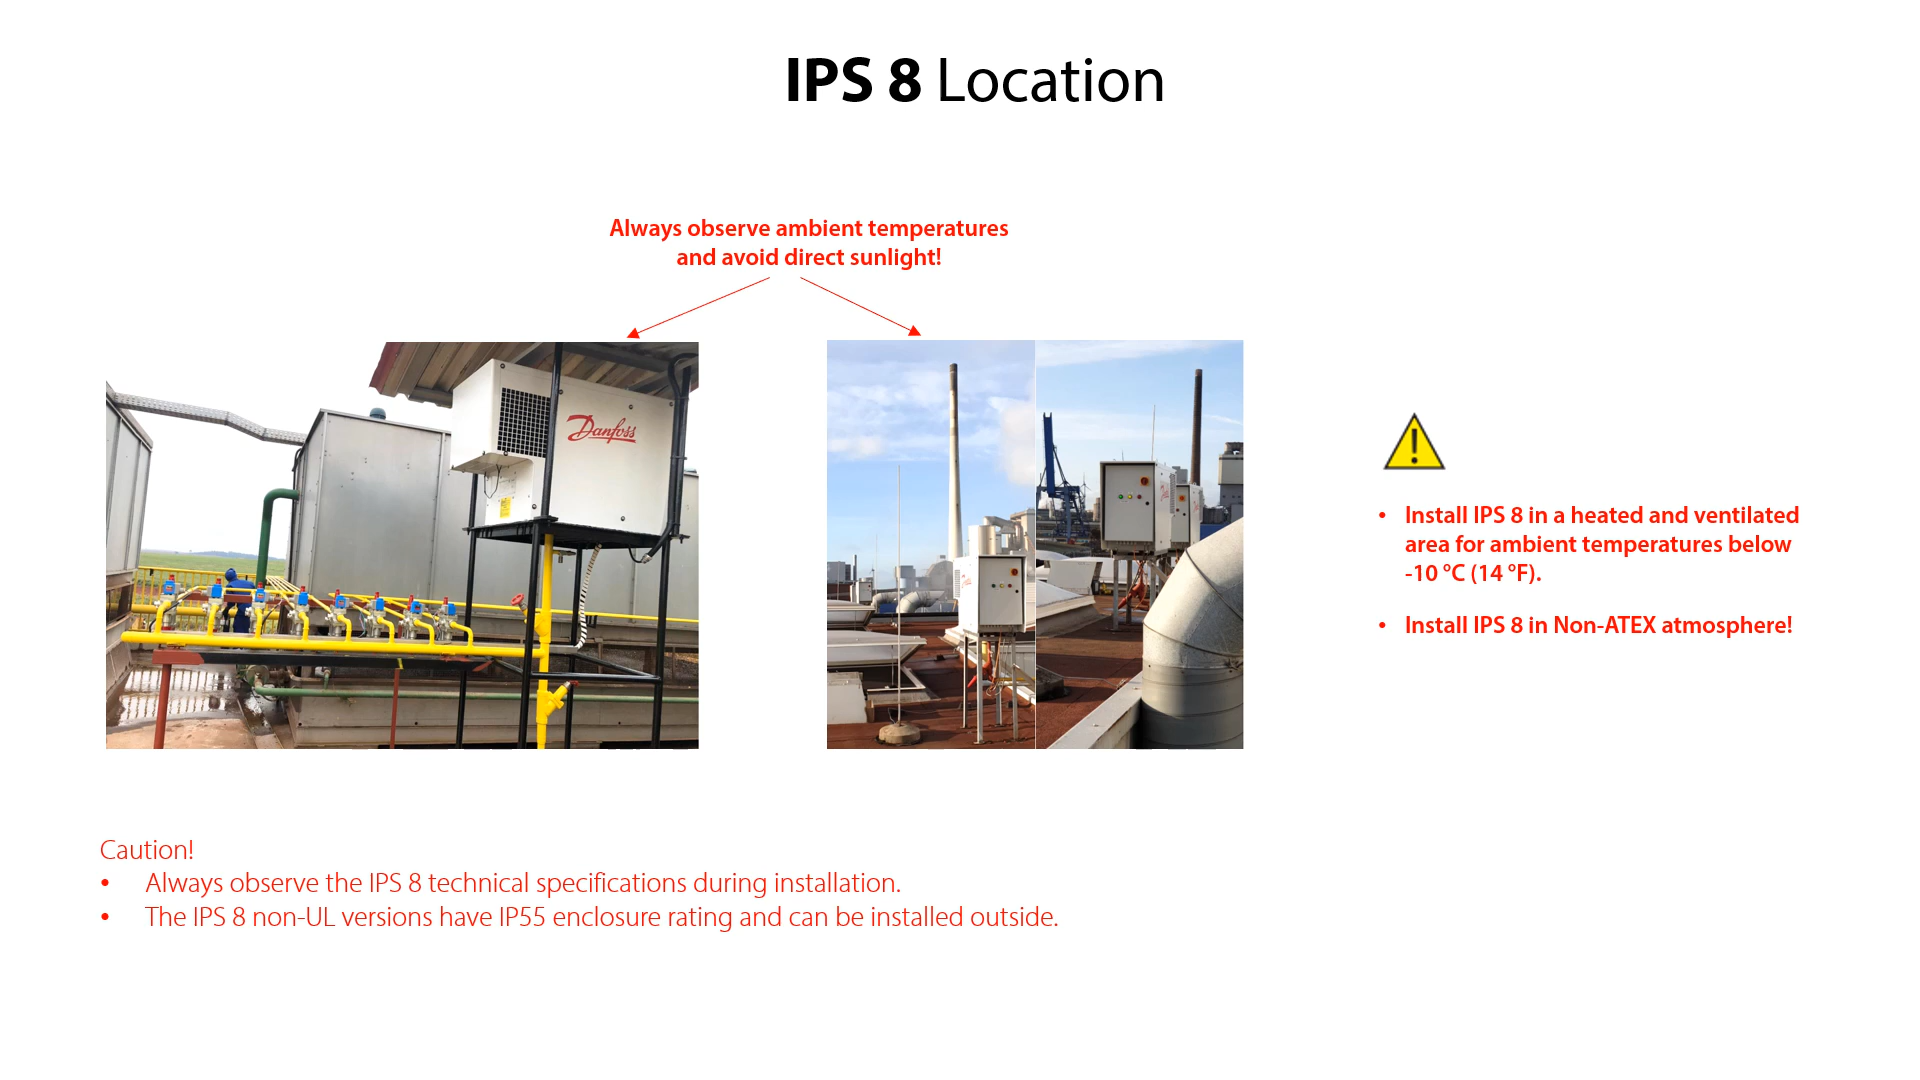 IPS 8 Location
Always observe ambient temperatures
and avoid direct sunlight!
Danfoss
• Install IPS 8 in a heated and ventilated
area for ambient temperatures below
-10 °C (14 °F).
• Install IPS 8 in Non-ATEX atmosphere!
Caution!
• Always observe the IPS 8 technical specifications during installation.
• The IPS 8 non-UL versions have IP55 enclosure rating and can be installed outside.